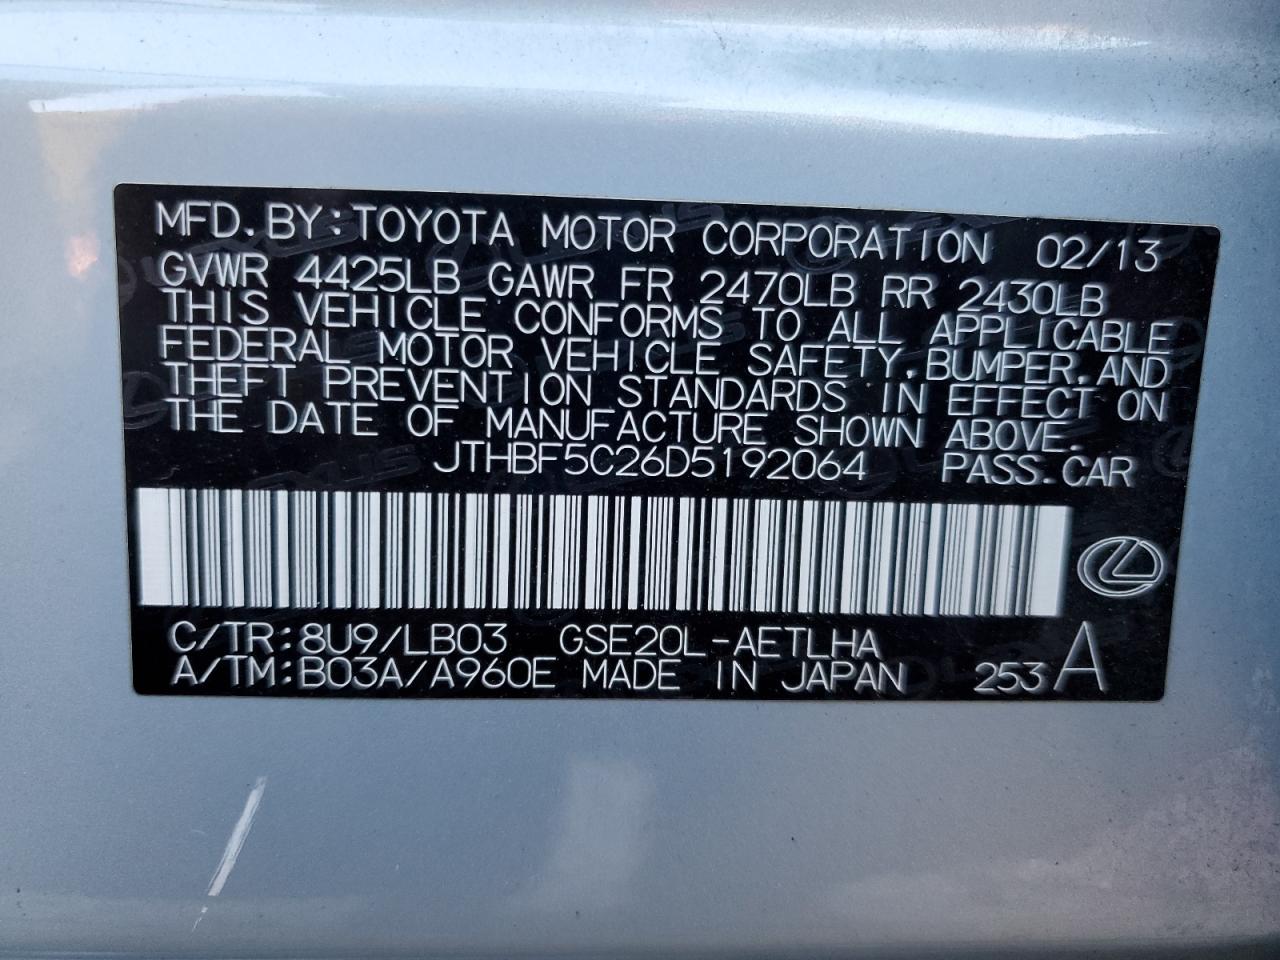 MFD. BY: TOYOTA MOTOR CORPORATION 02/13
GVWR 4425LB GAWR FR 2470LB RR 2430LB
THIS VEHICLE CONFORMS TO ALL APPLICABLE
FEDERAL MOTOR VEHICLE SAFETY, BUMPER, AND
THEFT PREVENTION STANDARDS IN EFFECT ON
THE DATE OF MANUFACTURE SHOWN ABOVE.
JTHBF5C26D5192064 PASS. CAR
C/TR: 8U9/LB03 GSE20L-AETLHA
A/TM: B03A/A960E MADE IN JAPAN 253 A